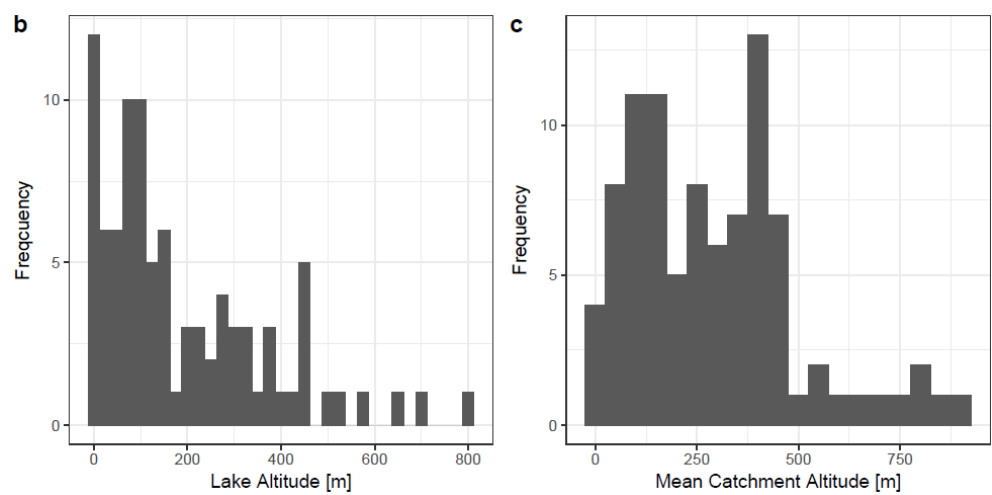 b
Freqcuency
10
5
0
0 200 400 600 800
Lake Altitude [m]
c
Frequency
10
5
0
0 250 500 750
Mean Catchment Altitude [m]